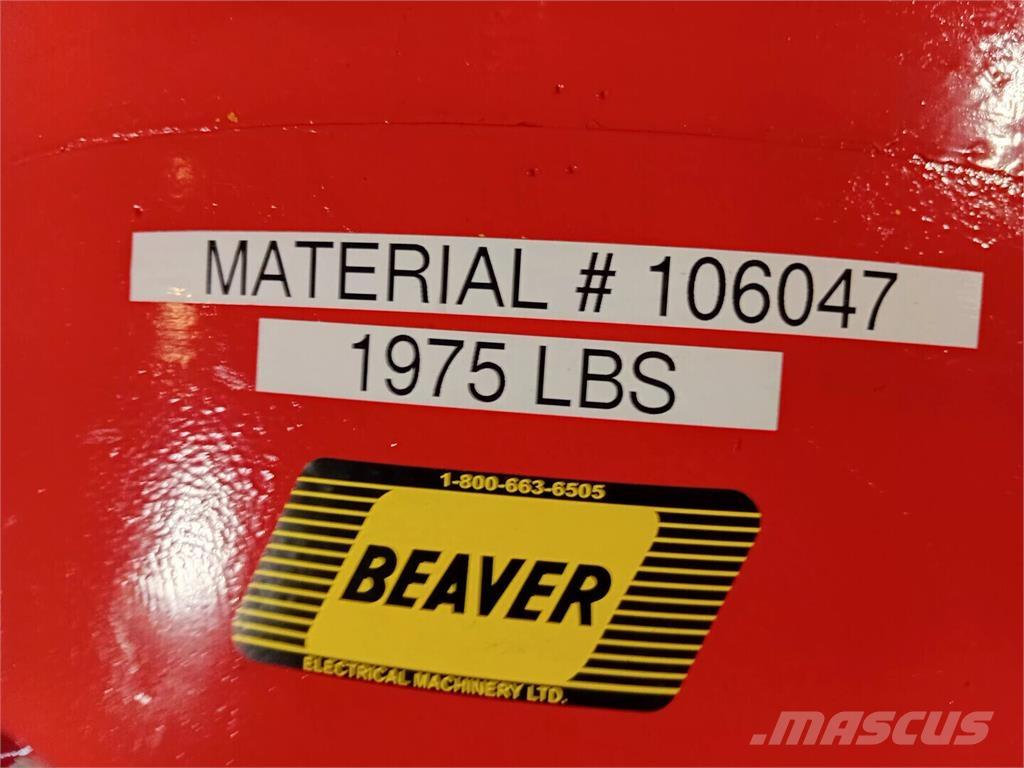 MATERIAL # 106047
1975 LBS
1-800-663-6505
BEAVER
ELECTRICAL MACHINERY LTD.
MASCUS